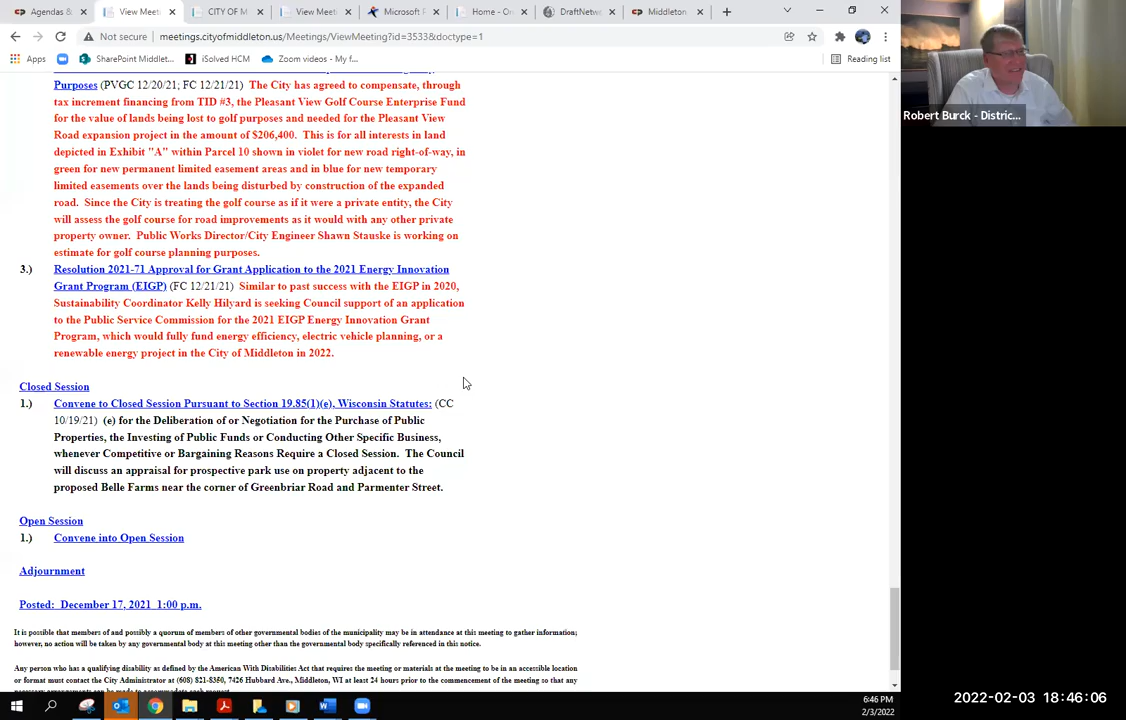 Agendas &
View Meeti
CITY OF M
View Meeti
Microsoft P
Home - On
DraftNetw
Middleton
Not secure
meetings.cityofmiddleton.us/Meetings/ViewMeeting?id=3533&doctype=1
Apps
SharePoint Middlet...
iSolved HCM
Zoom videos - My f...
Reading list
Purposes (PVGC 12/20/21; FC 12/21/21) The City has agreed to compensate, through
tax increment financing from TID #3, the Pleasant View Golf Course Enterprise Fund
for the value of lands being lost to golf purposes and needed for the Pleasant View
Road expansion project in the amount of $206,400. This is for all interests in land
depicted in Exhibit "A" within Parcel 10 shown in violet for new road right-of-way, in
green for new permanent limited easement areas and in blue for new temporary
limited easements over the lands being disturbed by construction of the expanded
road. Since the City is treating the golf course as if it were a private entity, the City
will assess the golf course for road improvements as it would with any other private
property owner. Public Works Director/City Engineer Shawn Stauske is working on
estimate for golf course planning purposes.
3.) Resolution 2021-71 Approval for Grant Application to the 2021 Energy Innovation
Grant Program (EIGP) (FC 12/21/21) Similar to past success with the EIGP in 2020,
Sustainability Coordinator Kelly Hilyard is seeking Council support of an application
to the Public Service Commission for the 2021 EIGP Energy Innovation Grant
Program, which would fully fund energy efficiency, electric vehicle planning, or a
renewable energy project in the City of Middleton in 2022.
Closed Session
1.) Convene to Closed Session Pursuant to Section 19.85(1)(e), Wisconsin Statutes: (CC
10/19/21) (e) for the Deliberation of or Negotiation for the Purchase of Public
Properties, the Investing of Public Funds or Conducting Other Specific Business,
whenever Competitive or Bargaining Reasons Require a Closed Session. The Council
will discuss an appraisal for prospective park use on property adjacent to the
proposed Belle Farms near the corner of Greenbriar Road and Parmenter Street.
Open Session
1.) Convene into Open Session
Adjournment
Posted: December 17, 2021 1:00 p.m.
It is possible that members of and possibly a quorum of members of other governmental bodies of the municipality may be in attendance at this meeting to gather information;
however, no action will be taken by any governmental body at this meeting other than the governmental body specifically referenced in this notice.
Any person who has a qualifying disability as defined by the American With Disabilities Act that requires the meeting or materials at the meeting to be in an accessible location
or format must contact the City Administrator at (608) 821-8350, 7426 Hubbard Ave., Middleton, WI at least 24 hours prior to the commencement of the meeting so that any
Robert Burck - Distric...
6:46 PM
2/3/2022
2022-02-03 18:46:06